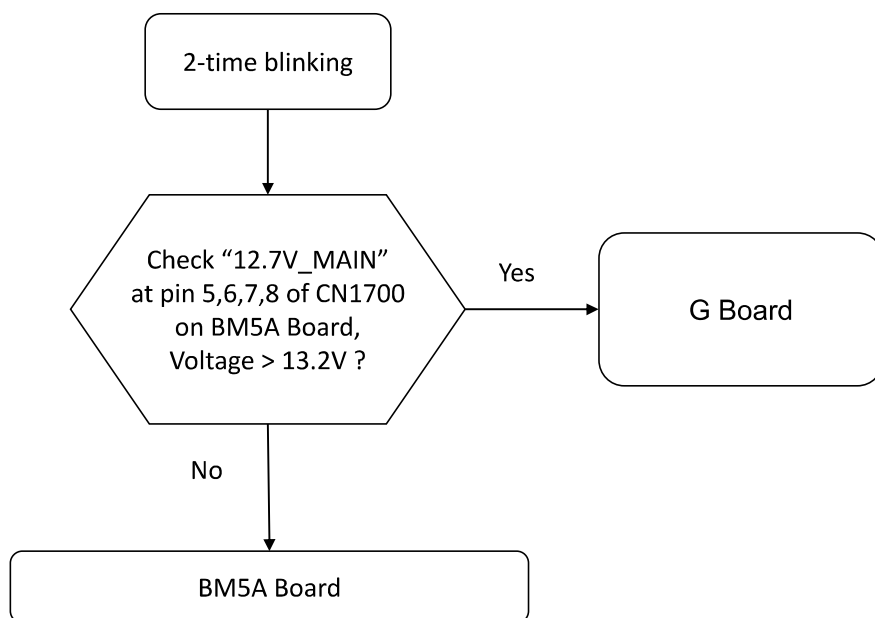 2-time blinking
Check “12.7V_MAIN”
at pin 5,6,7,8 of CN1700
on BM5A Board,
Voltage > 13.2V ?
Yes
G Board
No
BM5A Board